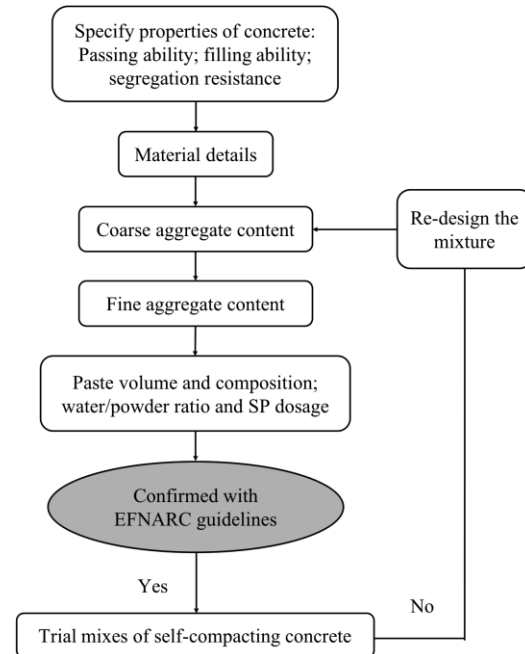 Specify properties of concrete:
Passing ability; filling ability;
segregation resistance
Material details
Coarse aggregate content
Re-design the
mixture
Fine aggregate content
Paste volume and composition;
water/powder ratio and SP dosage
Confirmed with
EFNARC guidelines
Yes
No
Trial mixes of self-compacting concrete